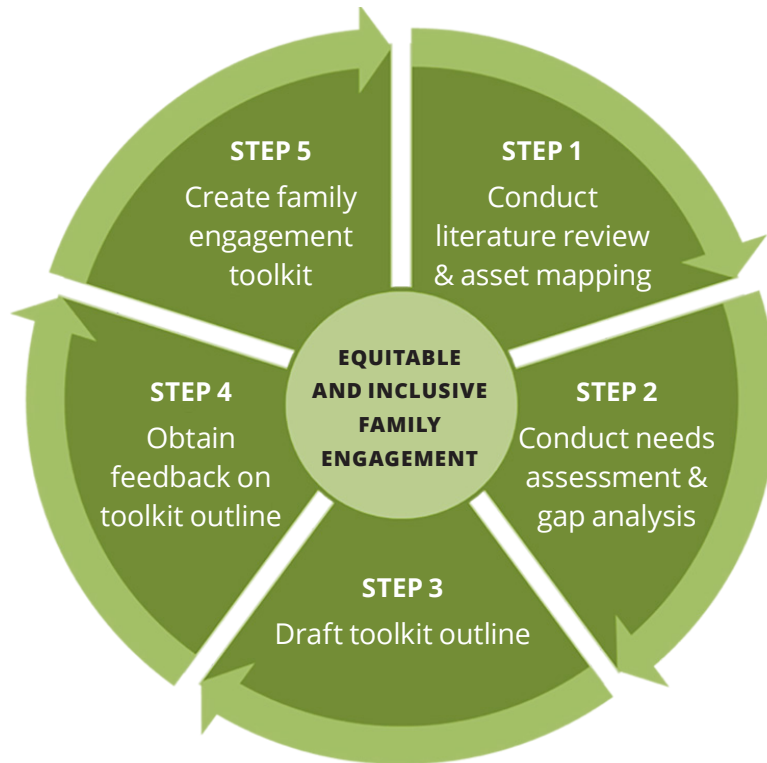 STEP 1
Conduct
literature review
& asset mapping
STEP 2
Conduct needs
assessment &
gap analysis
STEP 3
Draft toolkit outline
STEP 4
Obtain
feedback on
toolkit outline
STEP 5
Create family
engagement
toolkit
EQUITABLE
AND INCLUSIVE
FAMILY
ENGAGEMENT